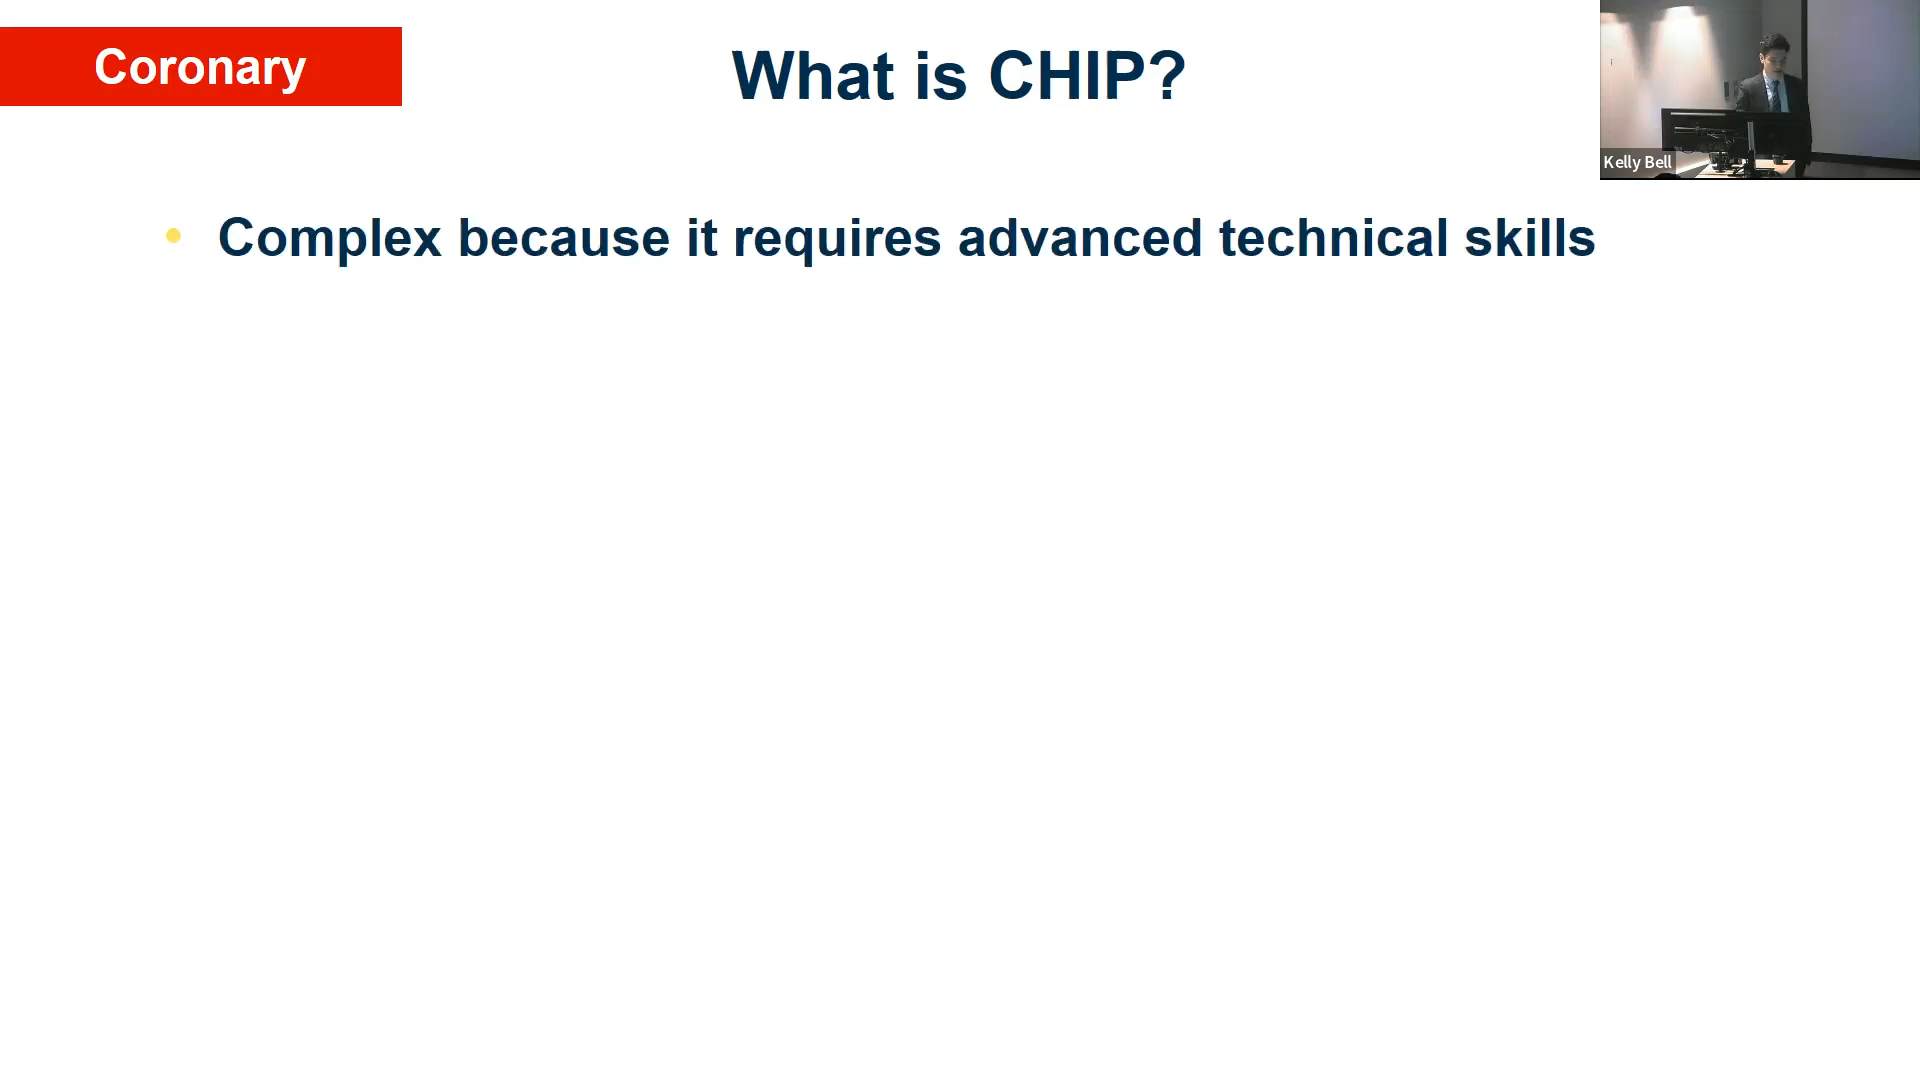 Coronary
What is CHIP?
Kelly Bell
• Complex because it requires advanced technical skills